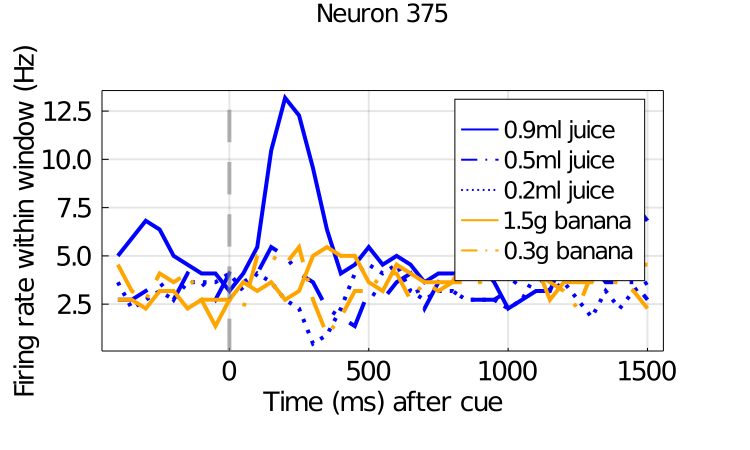 Neuron 375
Firing rate within window (Hz)
12.5
10.0
7.5
5.0
2.5
0.9ml juice
0.5ml juice
0.2ml juice
1.5g banana
0.3g banana
0 500 1000 1500
Time (ms) after cue